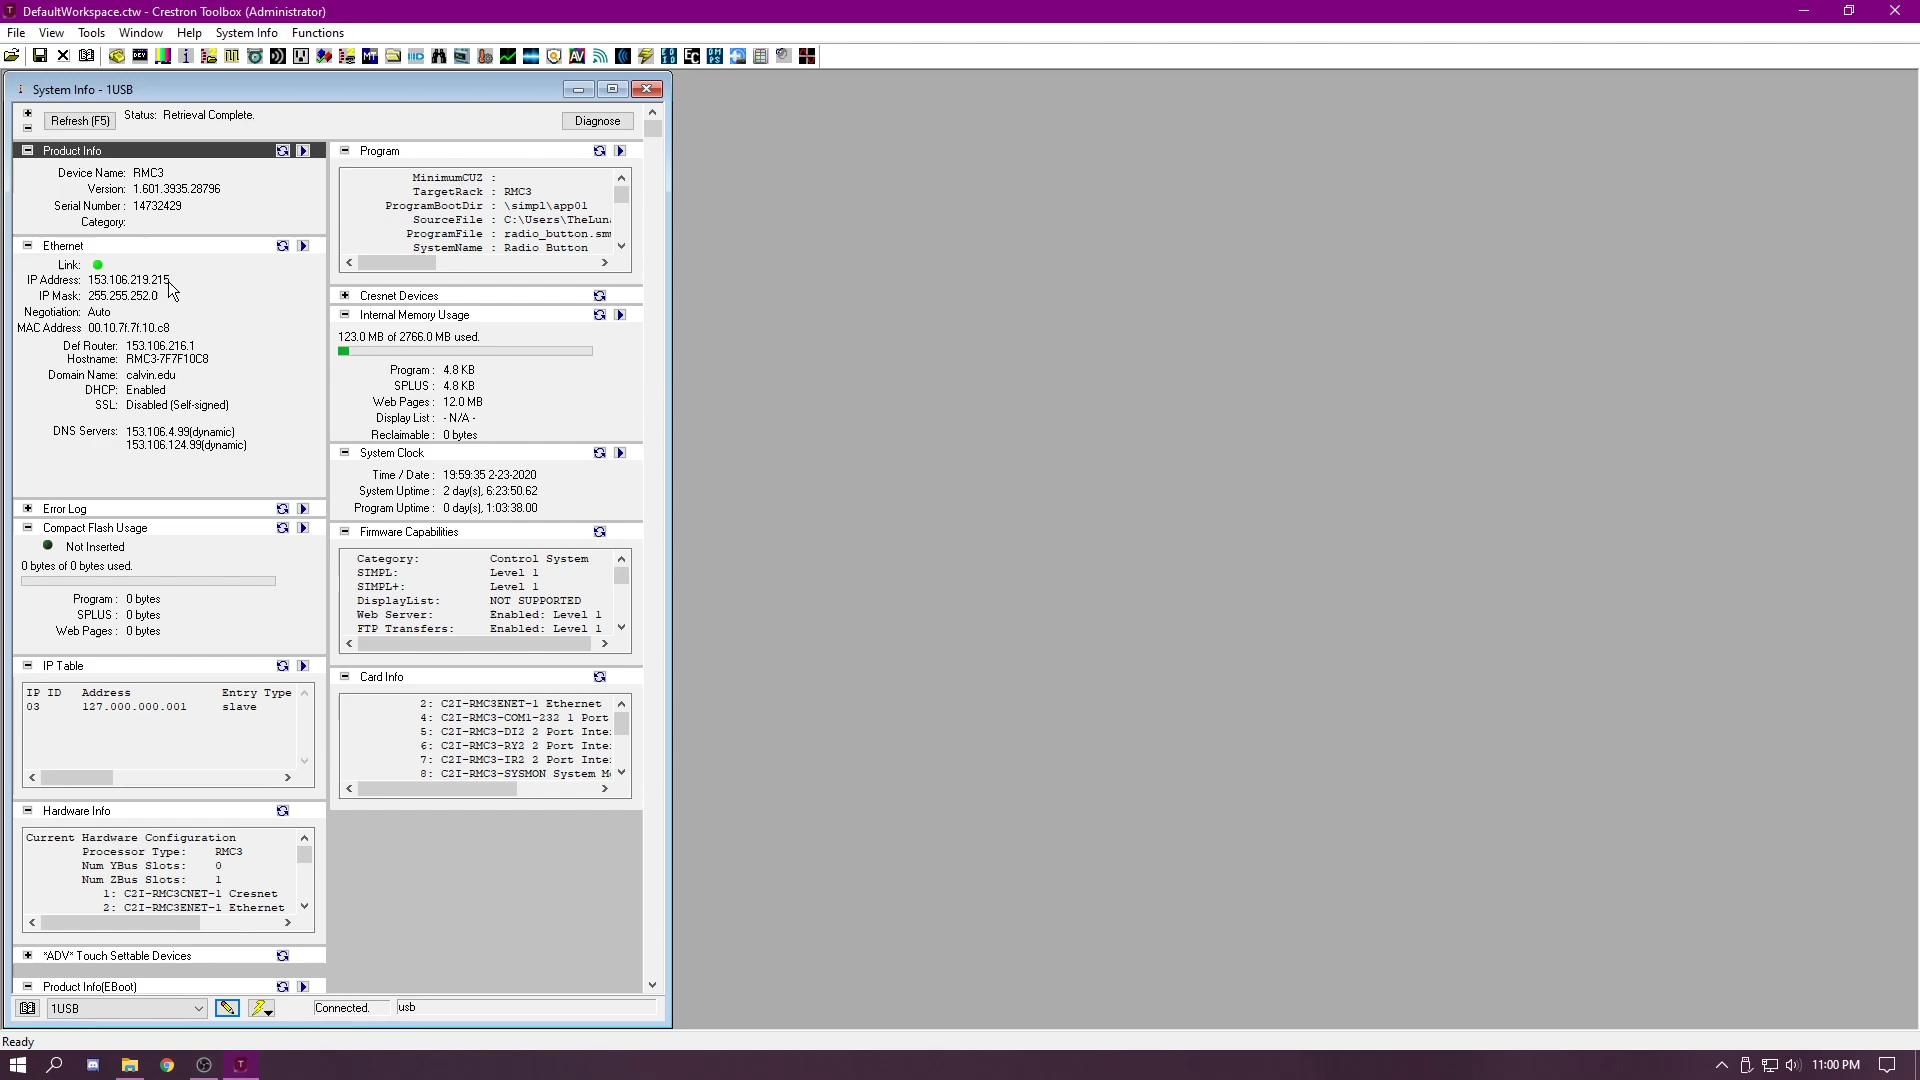 DefaultWorkspace.ctw - Crestron Toolbox (Administrator)
File View Tools Window Help System Info Functions
System Info - 1USB
Refresh (F5) Status: Retrieval Complete. Diagnose
Product Info
Device Name: RMC3
Version: 1.601.3935.28796
Serial Number : 14732429
Category:
Ethernet
Link:
IP Address: 153.106.219.215
IP Mask: 255.255.252.0
Negotiation: Auto
MAC Address 00.10.7f.7f.10.c8
Def Router: 153.106.216.1
Hostname: RMC3-7F7F10C8
Domain Name: calvin.edu
DHCP: Enabled
SSL: Disabled (Self-signed)
DNS Servers: 153.106.4.99(dynamic)
153.106.124.99(dynamic)
Error Log
Compact Flash Usage
Not Inserted
0 bytes of 0 bytes used.
Program : 0 bytes
SPLUS : 0 bytes
Web Pages : 0 bytes
IP Table
IP ID Address Entry Type
03 127.000.000.001 slave
Hardware Info
Current Hardware Configuration
Processor Type: RMC3
Num YBus Slots: 0
Num ZBus Slots: 1
1: C2I-RMC3CNET-1 Cresnet
2: C2I-RMC3ENET-1 Ethernet
*ADV* Touch Settable Devices
Product Info(EBoot)
Program
MinimumCUZ :
TargetRack : RMC3
ProgramBootDir : \simpl\app01
SourceFile : C:\Users\TheLun
ProgramFile : radio_button.sm
SystemName : Radio Button
Cresnet Devices
Internal Memory Usage
123.0 MB of 2766.0 MB used.
Program : 4.8 KB
SPLUS : 4.8 KB
Web Pages : 12.0 MB
Display List : - N/A -
Reclaimable : 0 bytes
System Clock
Time / Date : 19:59:35 2-23-2020
System Uptime : 2 day(s), 6:23:50.62
Program Uptime : 0 day(s), 1:03:38.00
Firmware Capabilities
Category: Control System
SIMPL: Level 1
SIMPL+: Level 1
DisplayList: NOT SUPPORTED
Web Server: Enabled: Level 1
FTP Transfers: Enabled: Level 1
Card Info
2: C2I-RMC3ENET-1 Ethernet
4: C2I-RMC3-COM1-232 1 Port
5: C2I-RMC3-DI2 2 Port Inte
6: C2I-RMC3-RY2 2 Port Inte
7: C2I-RMC3-IR2 2 Port Inte
8: C2I-RMC3-SYSMON System M
1USB Connected. usb
Ready
11:00 PM